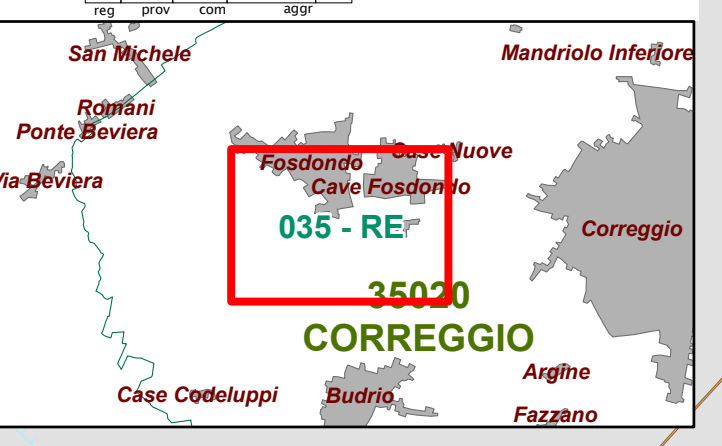 reg prov com aggr
San Michele
Mandriolo Inferiore
Romani
Ponte Beviera
Case Nuove
Fosdondo
Via Beviera
Cave Fosdondo
035 - RE
Correggio
35020
CORREGGIO
Argine
Case Codeluppi
Budrio
Fazzano